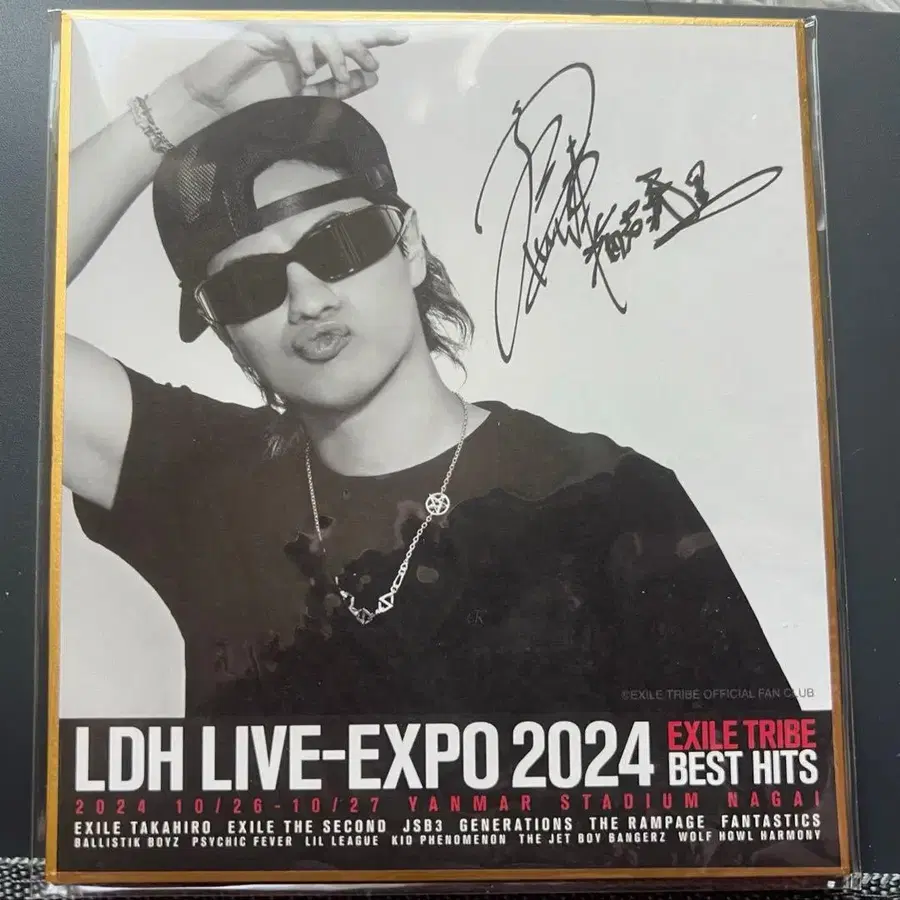 ©EXILE TRIBE OFFICIAL FAN CLUB
LDH LIVE-EXPO 2024 EXILE TRIBE BEST HITS
2024 10/26-10/27 YANMAR STADIUM NAGAI
EXILE TAKAHIRO EXILE THE SECOND JSB3 GENERATIONS THE RAMPAGE FANTASTICS
BALLISTIK BOYZ PSYCHIC FEVER LIL LEAGUE KID PHENOMENON THE JET BOY BANGERZ WOLF HOWL HARMONY